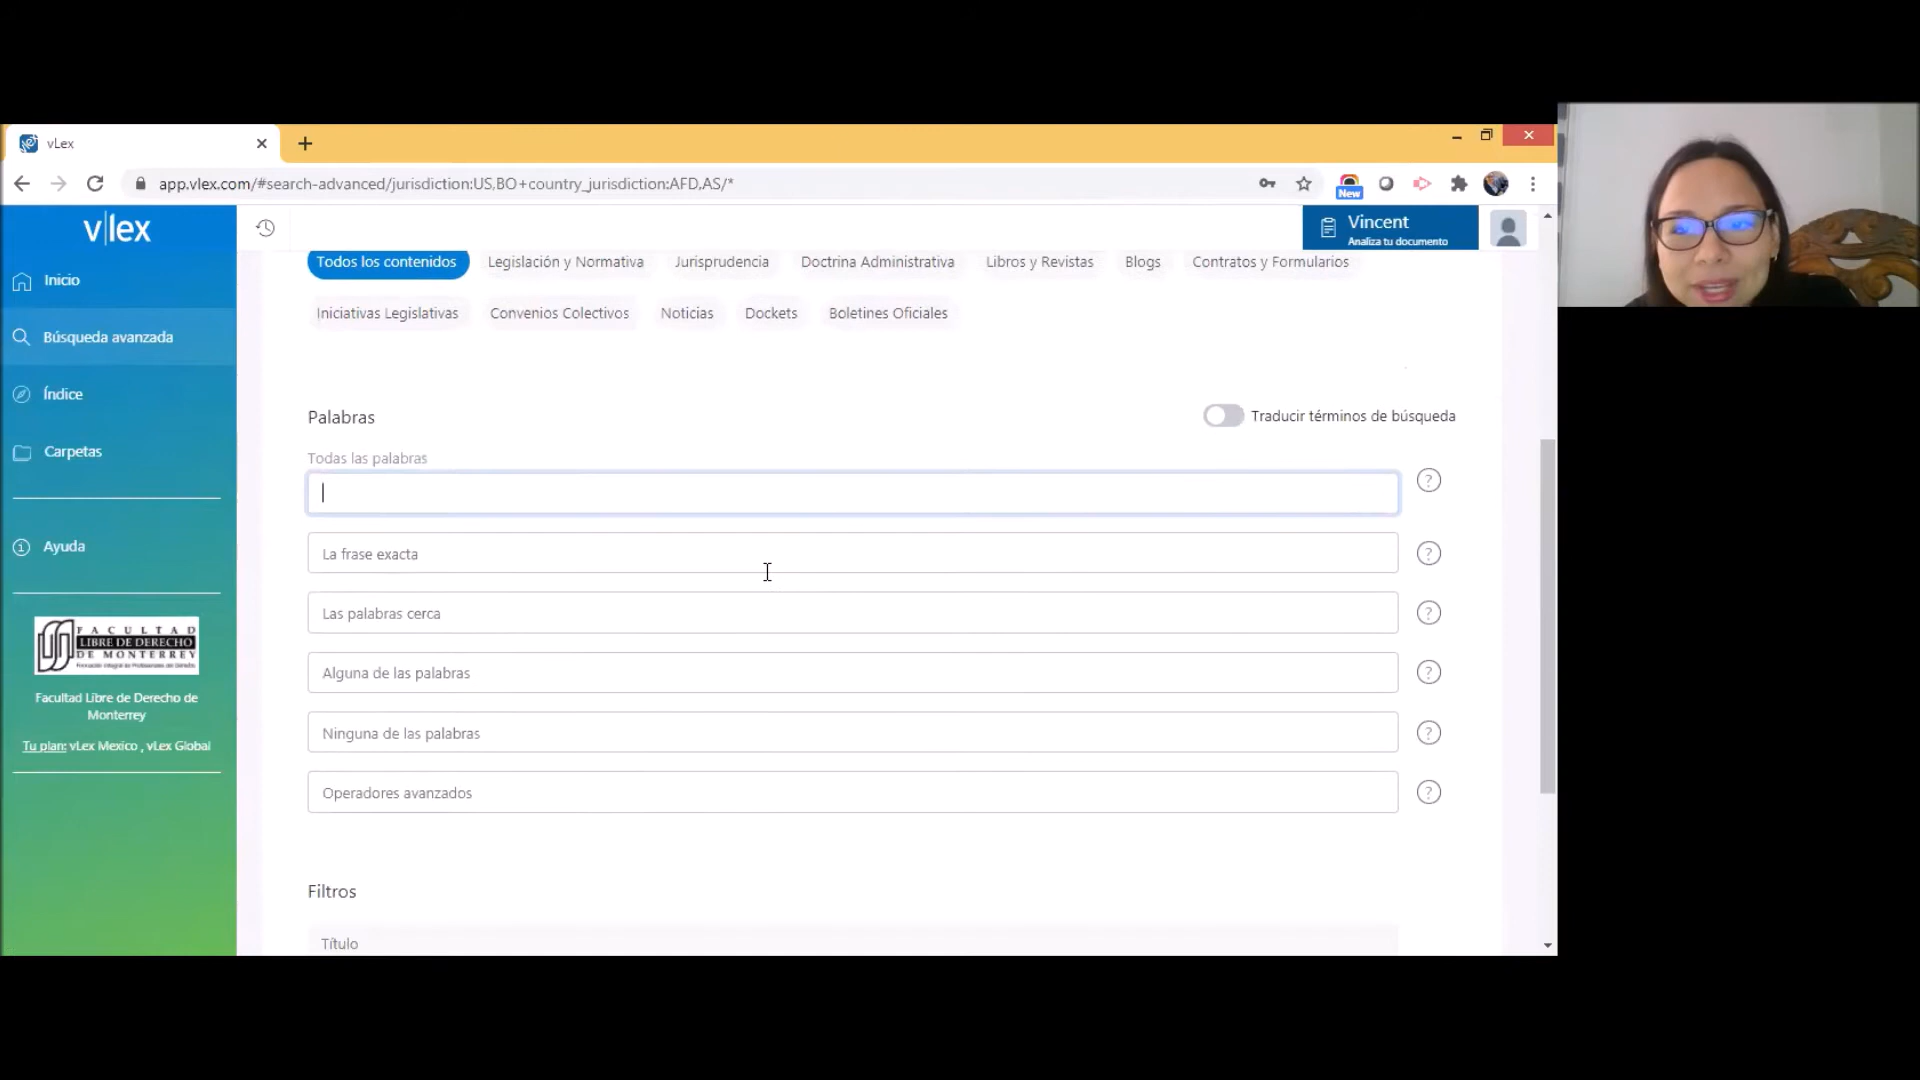 vLex
app.vlex.com/#search-advanced/jurisdiction:US,BO+country_jurisdiction:AFD,AS/*
New
v|lex
Vincent
Analiza tu documento
Inicio
Búsqueda avanzada
Índice
Carpetas
Ayuda
FACULTAD
LIBRE DE DERECHO
DE MONTERREY
Facultad Libre de Derecho de
Monterrey
Tu plan: vLex Mexico , vLex Global
Todos los contenidos Legislación y Normativa Jurisprudencia Doctrina Administrativa Libros y Revistas Blogs Contratos y Formularios
Iniciativas Legislativas Convenios Colectivos Noticias Dockets Boletines Oficiales
Palabras
Traducir términos de búsqueda
Todas las palabras
?
La frase exacta
?
Las palabras cerca
?
Alguna de las palabras
?
Ninguna de las palabras
?
Operadores avanzados
?
Filtros
Título